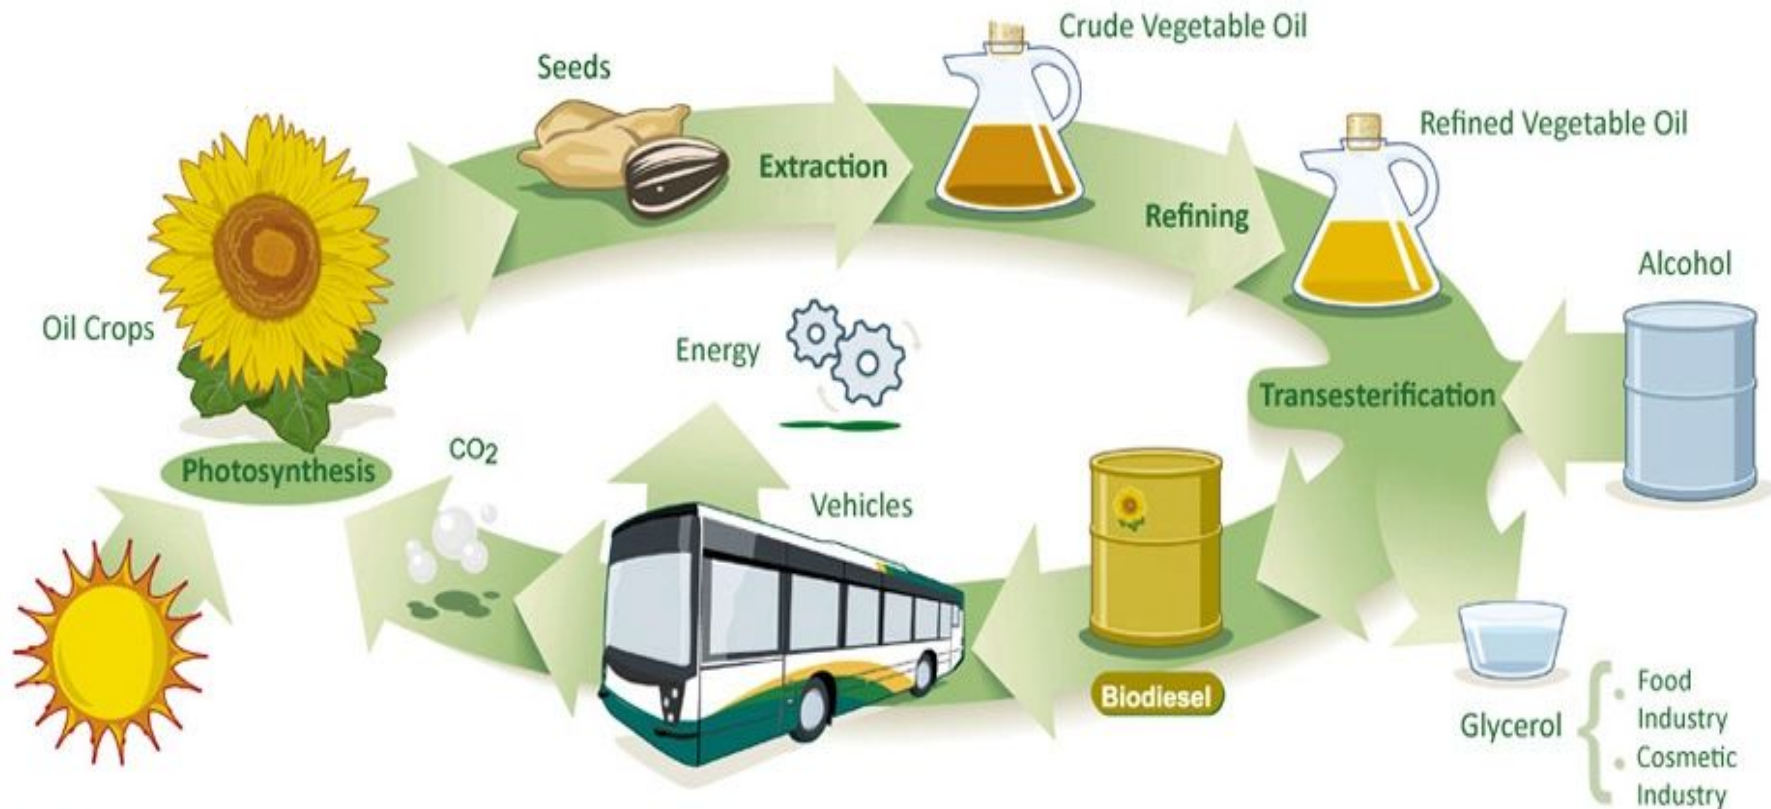 Crude Vegetable Oil
Seeds
Refined Vegetable Oil
Extraction
Refining
Alcohol
Oil Crops
Energy
Transesterification
CO2
Photosynthesis
Vehicles
Biodiesel
Glycerol
· Food
Industry
· Cosmetic
Industry